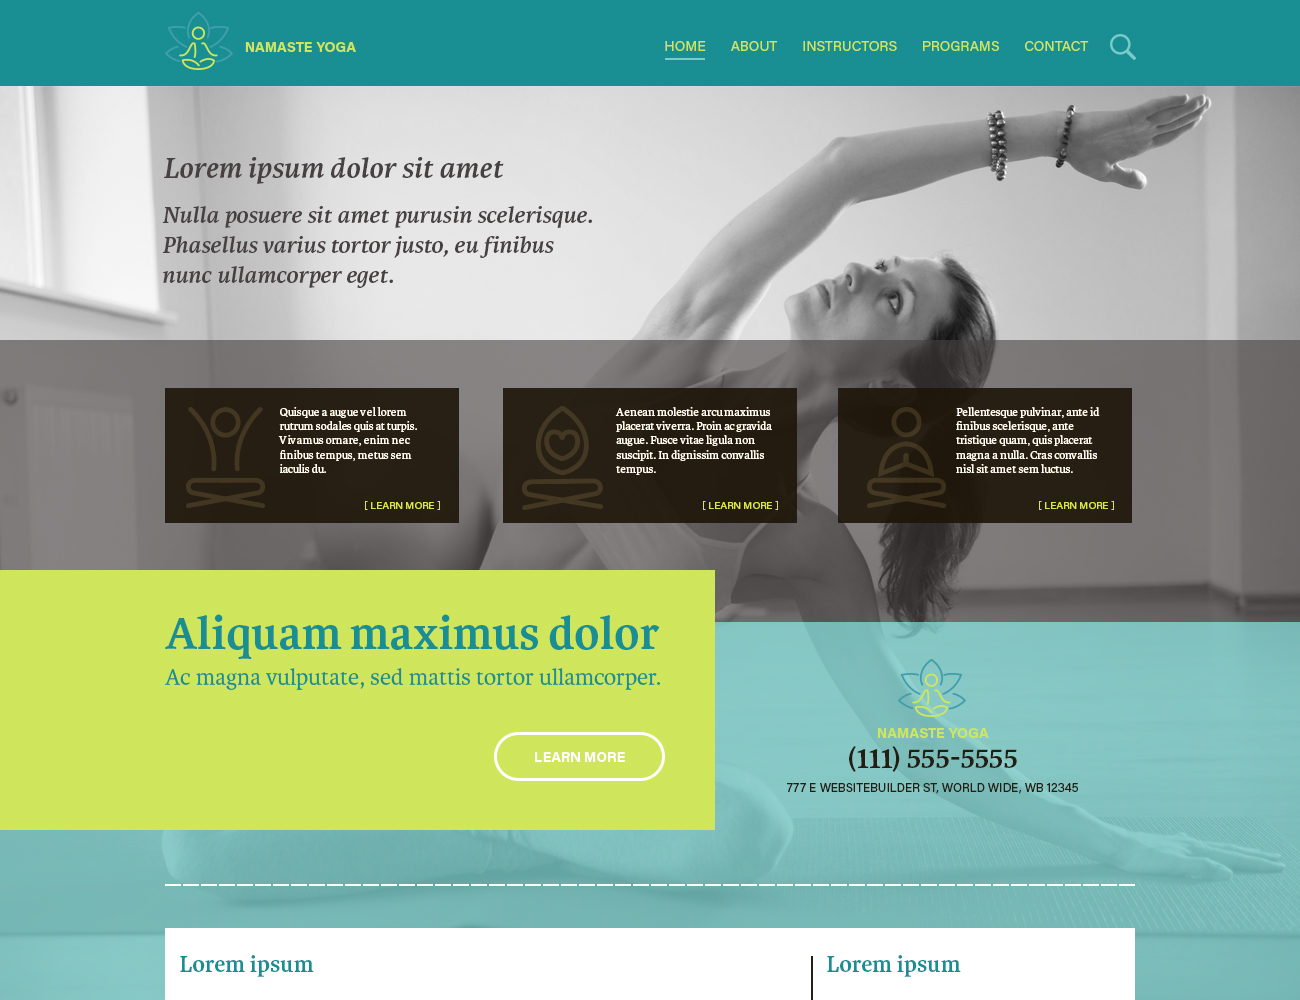 NAMASTE YOGA
HOME ABOUT INSTRUCTORS PROGRAMS CONTACT
Lorem ipsum dolor sit amet
Nulla posuere sit amet purusin scelerisque.
Phasellus varius tortor justo, eu finibus
nunc ullamcorper eget.
Quisque a augue vel lorem
rutrum sodales quis at turpis.
Vivamus ornare, enim nec
finibus tempus, metus sem
iaculis du.
[ LEARN MORE ]
Aenean molestie arcu maximus
placerat viverra. Proin ac gravida
augue. Fusce vitae ligula non
suscipit. In dignissim convallis
tempus.
[ LEARN MORE ]
Pellentesque pulvinar, ante id
finibus scelerisque, ante
tristique quam, quis placerat
magna a nulla. Cras convallis
nisl sit amet sem luctus.
[ LEARN MORE ]
Aliquam maximus dolor
Ac magna vulputate, sed mattis tortor ullamcorper.
LEARN MORE
NAMASTE YOGA
(111) 555-5555
777 E WEBSITEBUILDER ST, WORLD WIDE, WB 12345
Lorem ipsum
Lorem ipsum